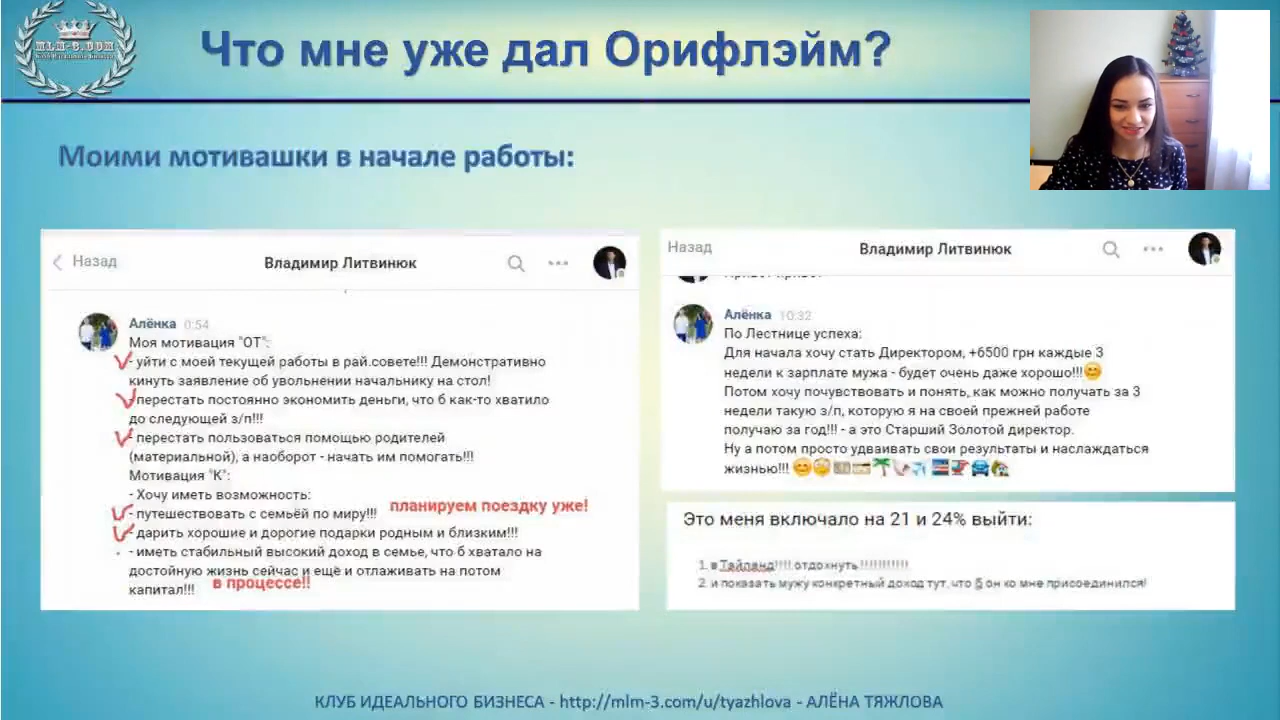 MLM-3.COM
Что мне уже дал Орифлэйм?
Моими мотивашки в начале работы:
Назад
Владимир Литвинюк
Алёнка 0:54
Моя мотивация "ОТ":
- уйти с моей текущей работы в рай.совете!!! Демонстративно
кинуть заявление об увольнении начальнику на стол!
- перестать постоянно экономить деньги, что б как-то хватило
до следующей з/п!!!
- перестать пользоваться помощью родителей
(материальной), а наоборот - начать им помогать!!!
Мотивация "К":
- Хочу иметь возможность:
- путешествовать с семьёй по миру!!! планируем поездку уже!
- дарить хорошие и дорогие подарки родным и близким!!!
- иметь стабильный высокий доход в семье, что б хватало на
достойную жизнь сейчас и ещё и отлаживать на потом
капитал!!! в процессе!!
Назад
Владимир Литвинюк
Алёнка 10:32
По Лестнице успеха:
Для начала хочу стать Директором, +6500 грн каждые 3
недели к зарплате мужа - будет очень даже хорошо!!!😊
Потом хочу почувствовать и понять, как можно получать за 3
недели такую з/п, которую я на своей прежней работе
получаю за год!!! - а это Старший Золотой директор.
Ну а потом просто удваивать свои результаты и наслаждаться
жизнью!!!
Это меня включало на 21 и 24% выйти:
1. в Тайланд!!!! отдохнуть !!!!!!!!!!!!
2. и показать мужу конкретный доход тут, что б он ко мне присоединился!
КЛУБ ИДЕАЛЬНОГО БИЗНЕСА - http://mlm-3.com/u/tyazhlova - АЛЁНА ТЯЖЛОВА